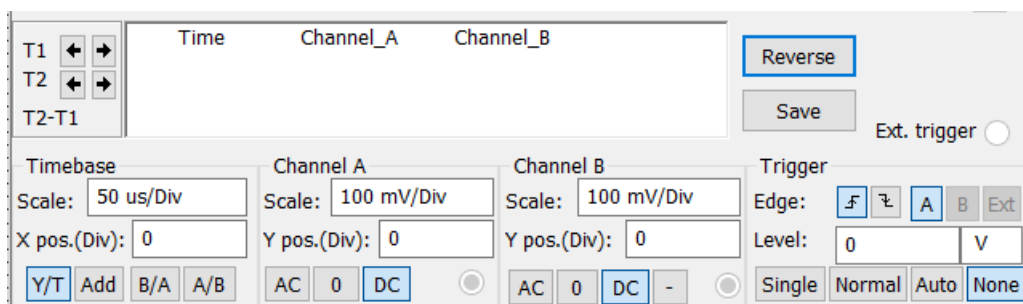 Time Channel_A Channel_B
T1
T2
T2-T1
Reverse
Save
Ext. trigger
Timebase
Scale: 50 us/Div
X pos.(Div): 0
Y/T Add B/A A/B
Channel A
Scale: 100 mV/Div
Y pos.(Div): 0
AC 0 DC
Channel B
Scale: 100 mV/Div
Y pos.(Div): 0
AC 0 DC -
Trigger
Edge: A B Ext
Level: 0 V
Single Normal Auto None